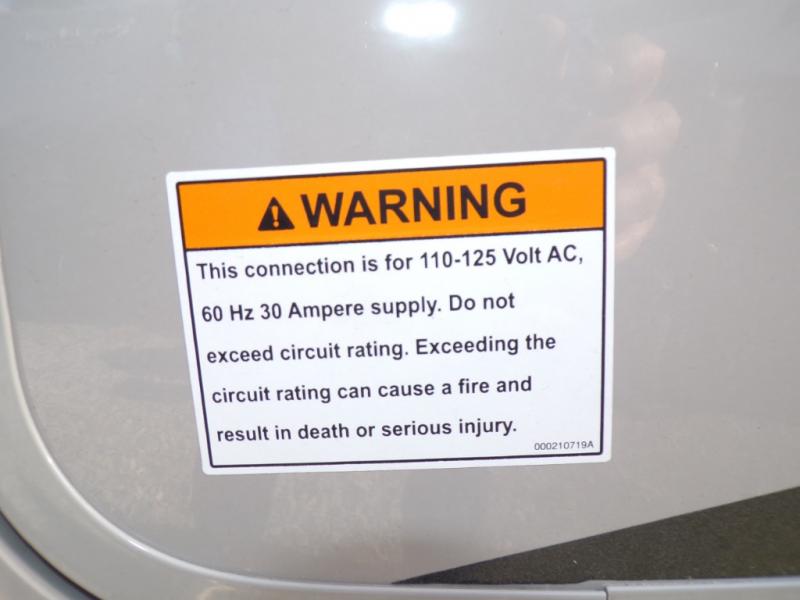 WARNING
This connection is for 110-125 Volt AC,
60 Hz 30 Ampere supply. Do not
exceed circuit rating. Exceeding the
circuit rating can cause a fire and
result in death or serious injury.
000210719A